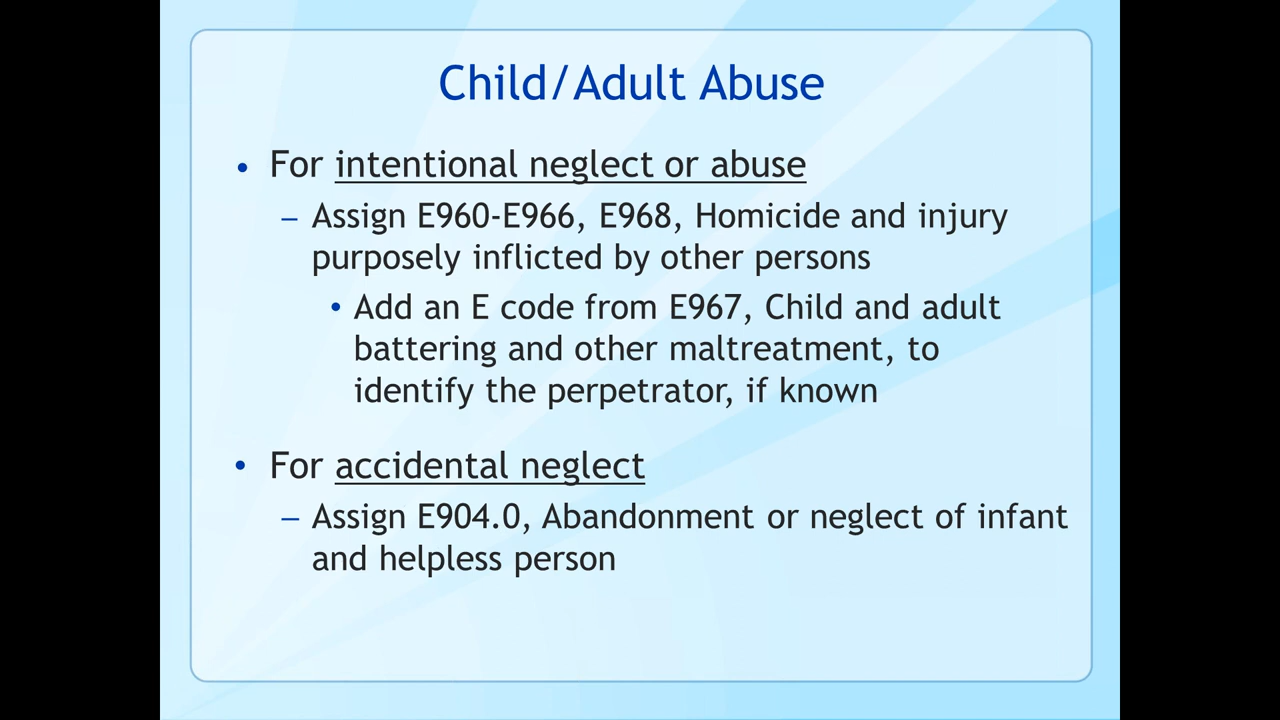 Child/Adult Abuse
• For intentional neglect or abuse
– Assign E960-E966, E968, Homicide and injury
purposely inflicted by other persons
• Add an E code from E967, Child and adult
battering and other maltreatment, to
identify the perpetrator, if known
• For accidental neglect
– Assign E904.0, Abandonment or neglect of infant
and helpless person